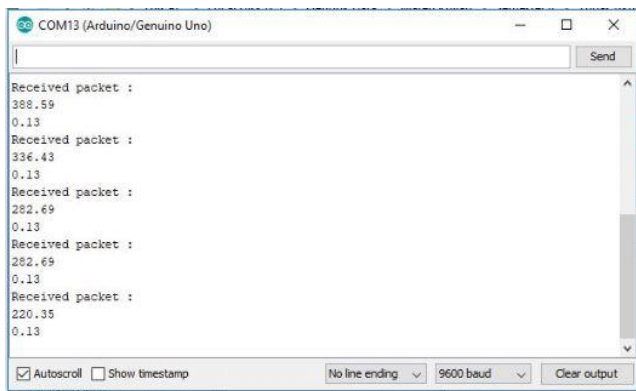 COM13 (Arduino/Genuino Uno)
Send
Received packet :
388.59
0.13
Received packet :
336.43
0.13
Received packet :
282.69
0.13
Received packet :
282.69
0.13
Received packet :
220.35
0.13
Autoscroll Show timestamp No line ending 9600 baud Clear output